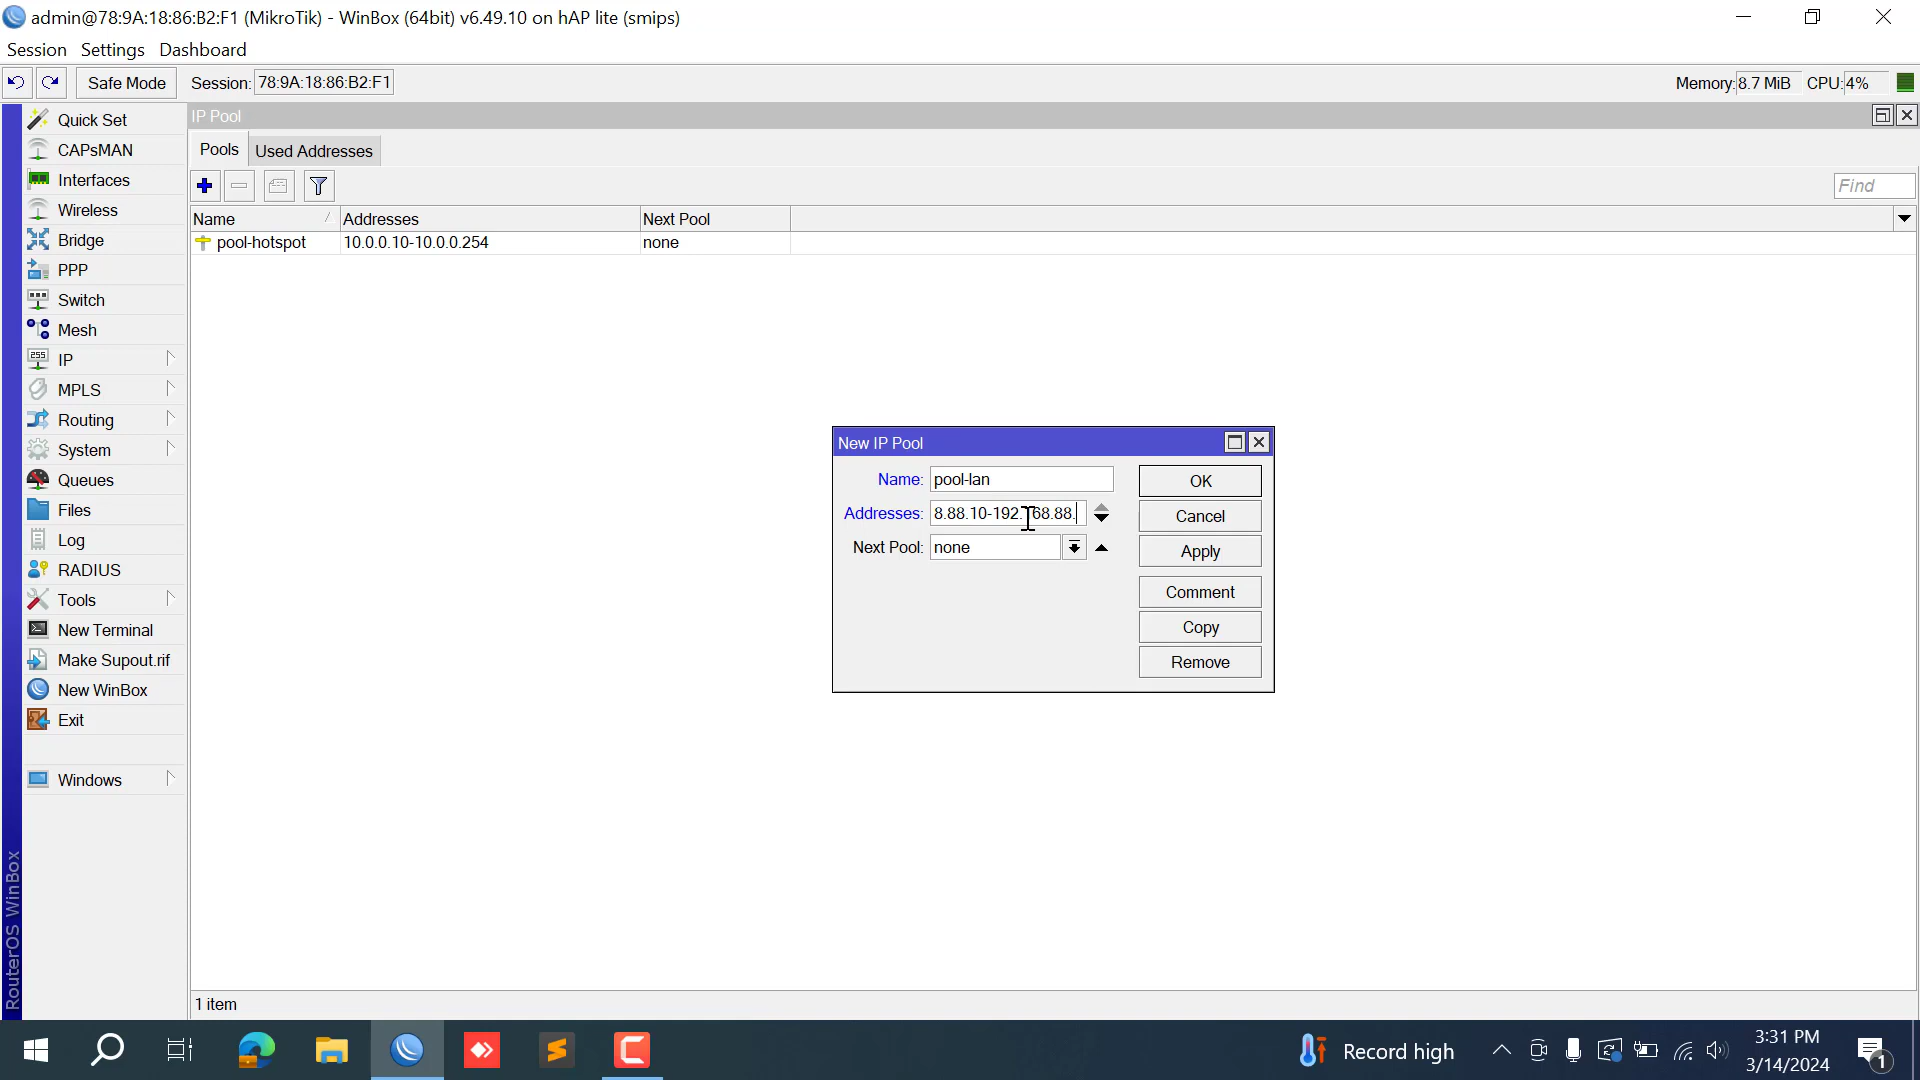 admin@78:9A:18:86:B2:F1 (MikroTik) - WinBox (64bit) v6.49.10 on hAP lite (smips)
Session Settings Dashboard
Safe Mode Session: 78:9A:18:86:B2:F1 Memory: 8.7 MiB CPU: 4%
Quick Set
CAPsMAN
Interfaces
Wireless
Bridge
PPP
Switch
Mesh
IP
MPLS
Routing
System
Queues
Files
Log
RADIUS
Tools
New Terminal
Make Supout.rif
New WinBox
Exit
Windows
RouterOS WinBox
IP Pool
Pools Used Addresses
Find
Name Addresses Next Pool
pool-hotspot 10.0.0.10-10.0.0.254 none
New IP Pool
Name: pool-lan
Addresses: 8.88.10-192.168.88.
Next Pool: none
OK
Cancel
Apply
Comment
Copy
Remove
1 item
Record high
3:31 PM
3/14/2024
1